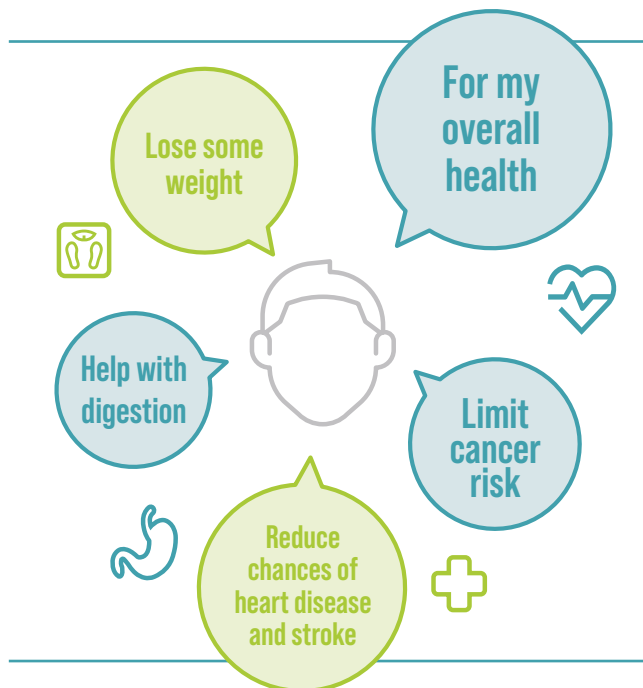 Lose some
weight
For my
overall
health
Help with
digestion
Limit
cancer
risk
Reduce
chances of
heart disease
and stroke